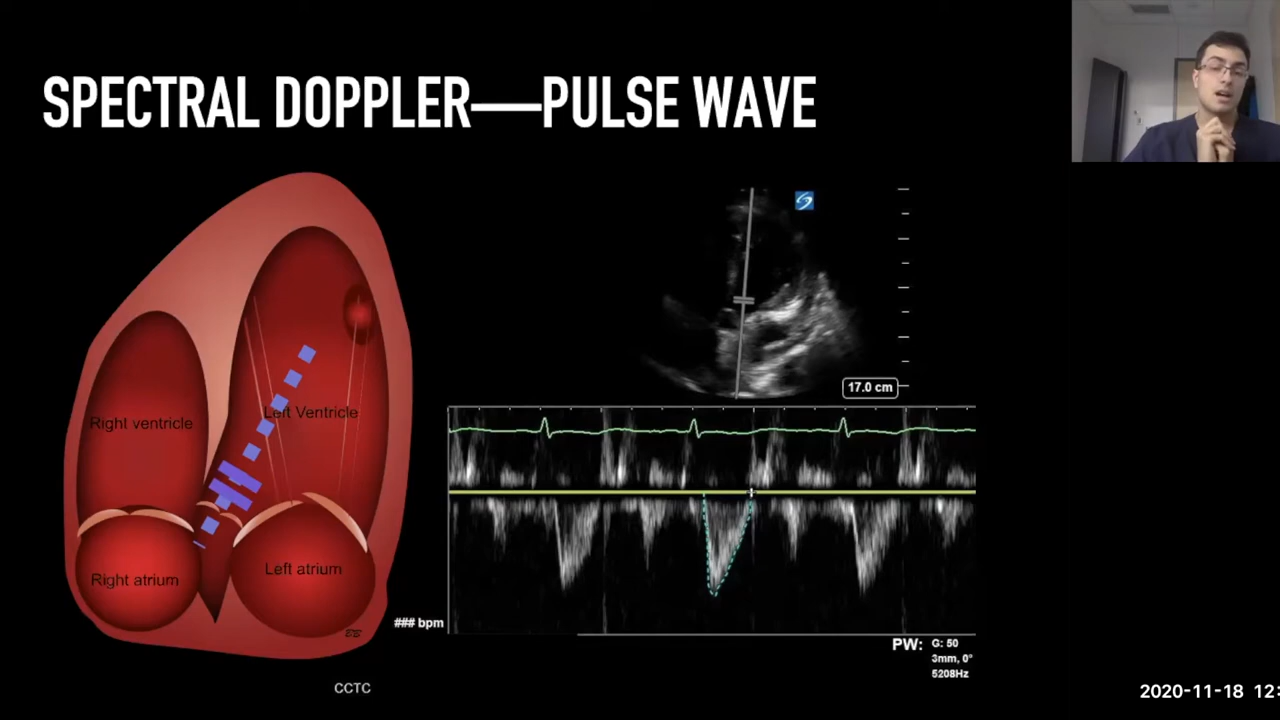 SPECTRAL DOPPLER—PULSE WAVE
17.0 cm
Right ventricle
Left Ventricle
Right atrium
Left atrium
### bpm
PW:
G: 50
3mm, 0°
5208Hz
CCTC
2020-11-18 12: